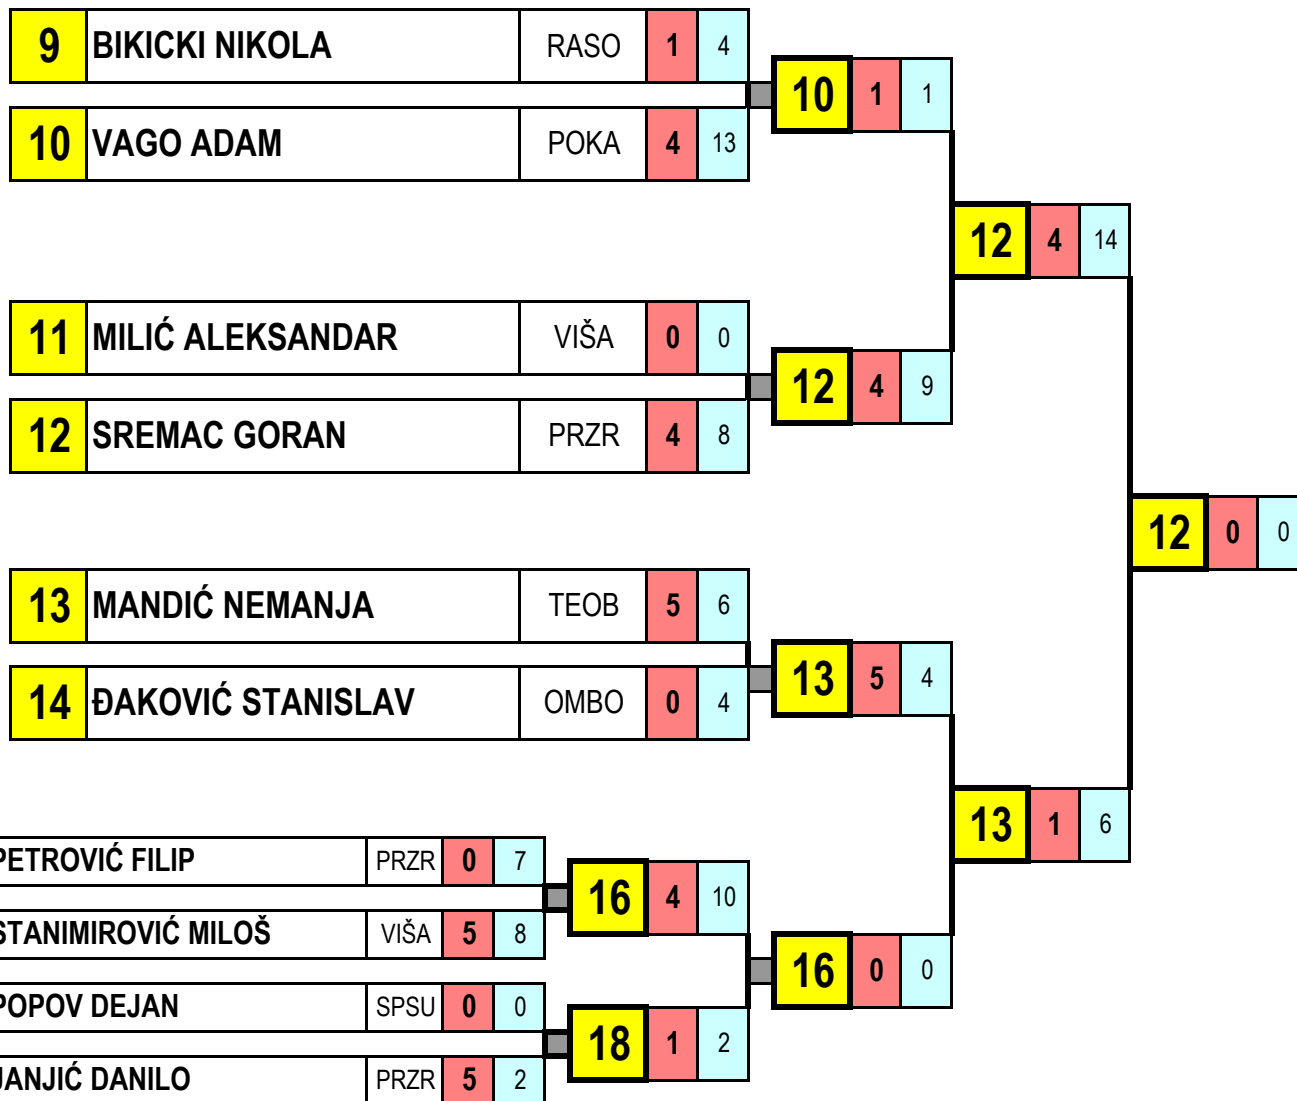 9 BIKICKI NIKOLA RASO 1 4
10 1 1
10 VAGO ADAM POKA 4 13
12 4 14
11 MILIĆ ALEKSANDAR VIŠA 0 0
12 4 9
12 SREMAC GORAN PRZR 4 8
12 0 0
13 MANDIĆ NEMANJA TEOB 5 6
13 5 4
14 ĐAKOVIĆ STANISLAV OMBO 0 4
13 1 6
PETROVIĆ FILIP PRZR 0 7
16 4 10
STANIMIROVIĆ MILOŠ VIŠA 5 8
16 0 0
POPOV DEJAN SPSU 0 0
18 1 2
JANJIĆ DANILO PRZR 5 2